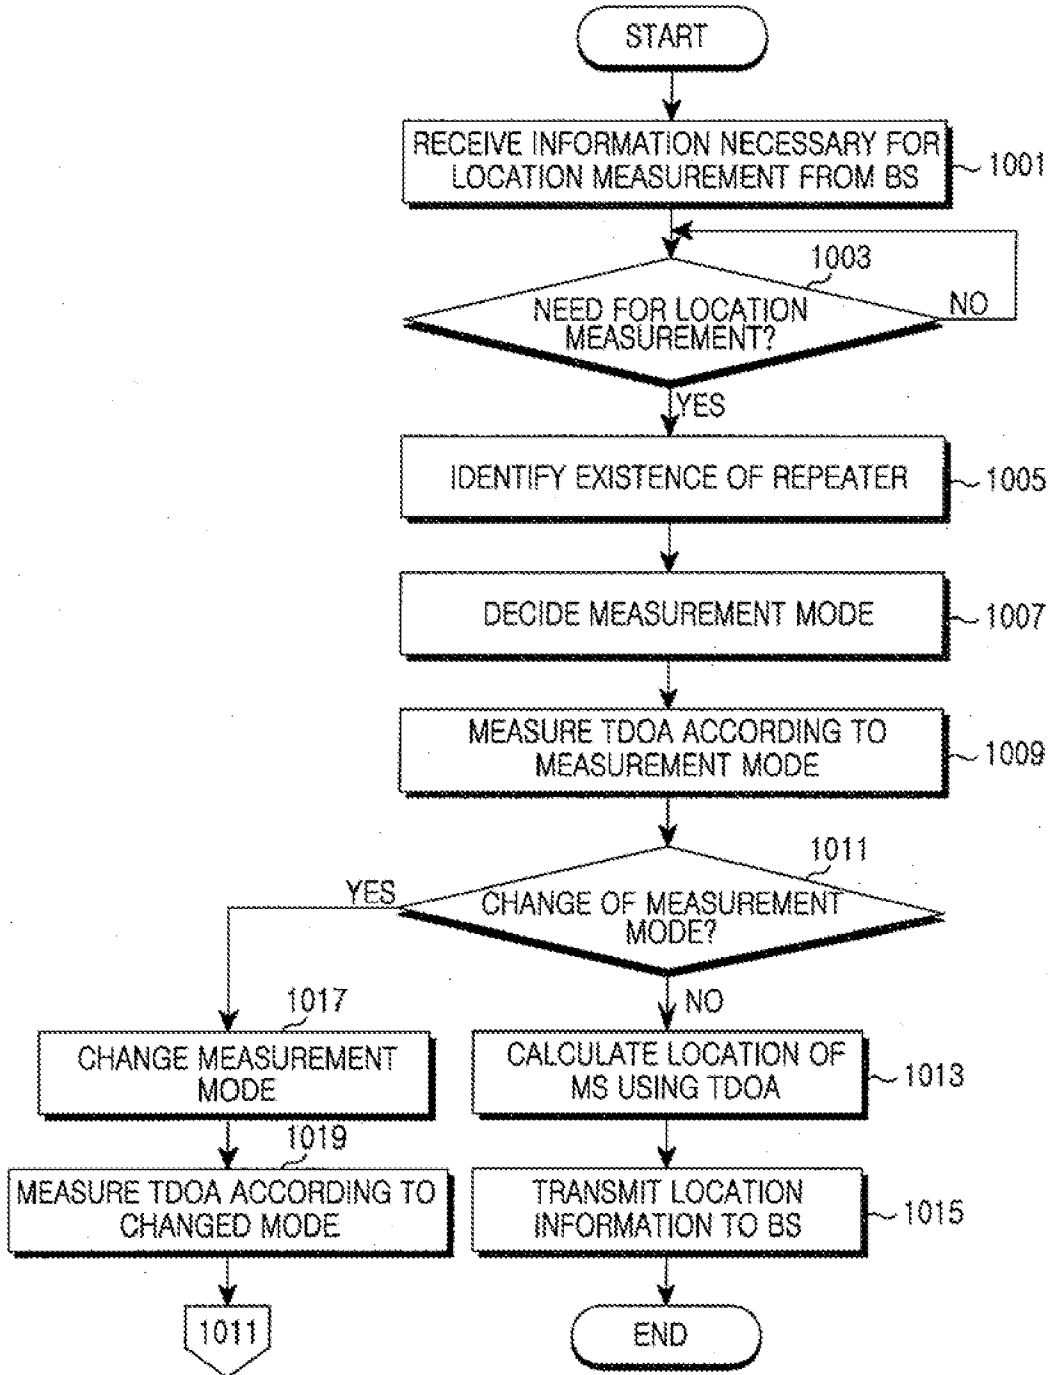 START
RECEIVE INFORMATION NECESSARY FOR
LOCATION MEASUREMENT FROM BS
1001
1003
NEED FOR LOCATION
MEASUREMENT?
NO
YES
IDENTIFY EXISTENCE OF REPEATER
1005
DECIDE MEASUREMENT MODE
1007
MEASURE TDOA ACCORDING TO
MEASUREMENT MODE
1009
1011
YES
CHANGE OF MEASUREMENT
MODE?
NO
1017
CHANGE MEASUREMENT
MODE
CALCULATE LOCATION OF
MS USING TDOA
1013
1019
MEASURE TDOA ACCORDING TO
CHANGED MODE
TRANSMIT LOCATION
INFORMATION TO BS
1015
1011
END